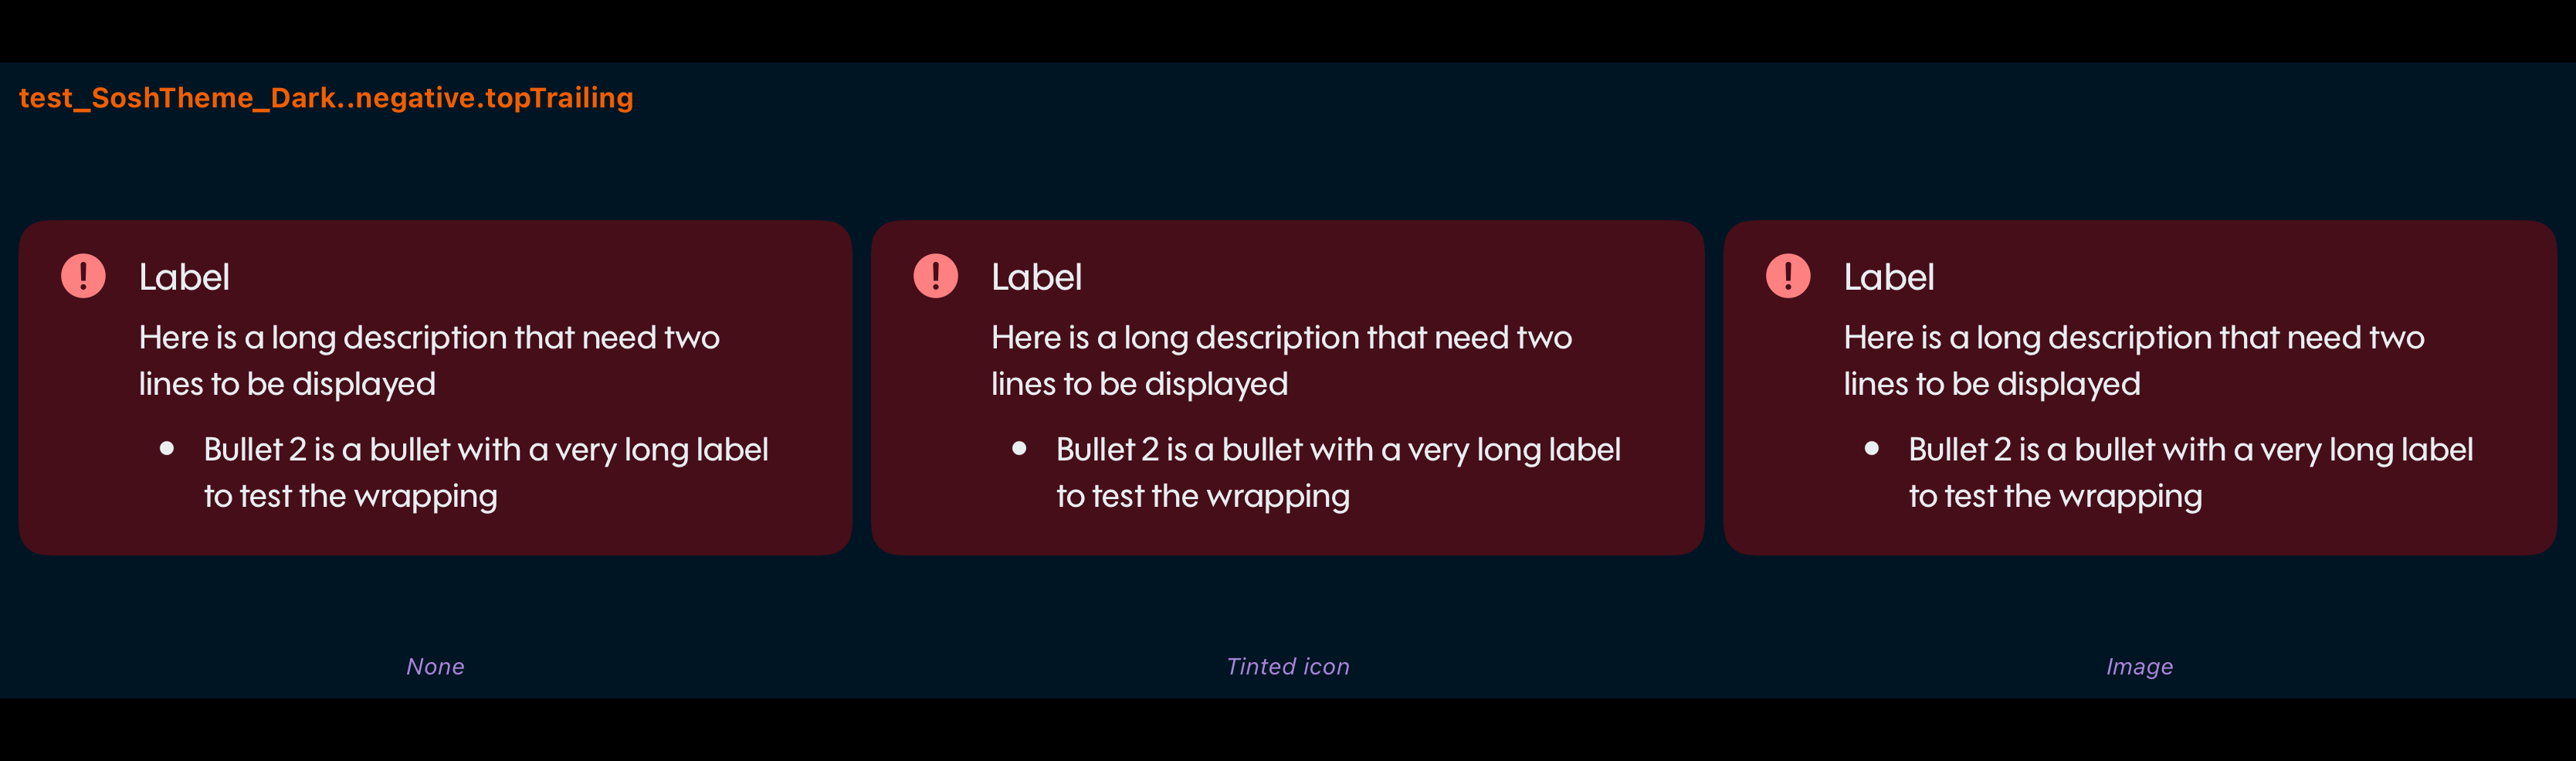 test_SoshTheme_Dark..negative.topTrailing
Label
Here is a long description that need two
lines to be displayed
• Bullet 2 is a bullet with a very long label
to test the wrapping
None
Label
Here is a long description that need two
lines to be displayed
• Bullet 2 is a bullet with a very long label
to test the wrapping
Tinted icon
Label
Here is a long description that need two
lines to be displayed
• Bullet 2 is a bullet with a very long label
to test the wrapping
Image